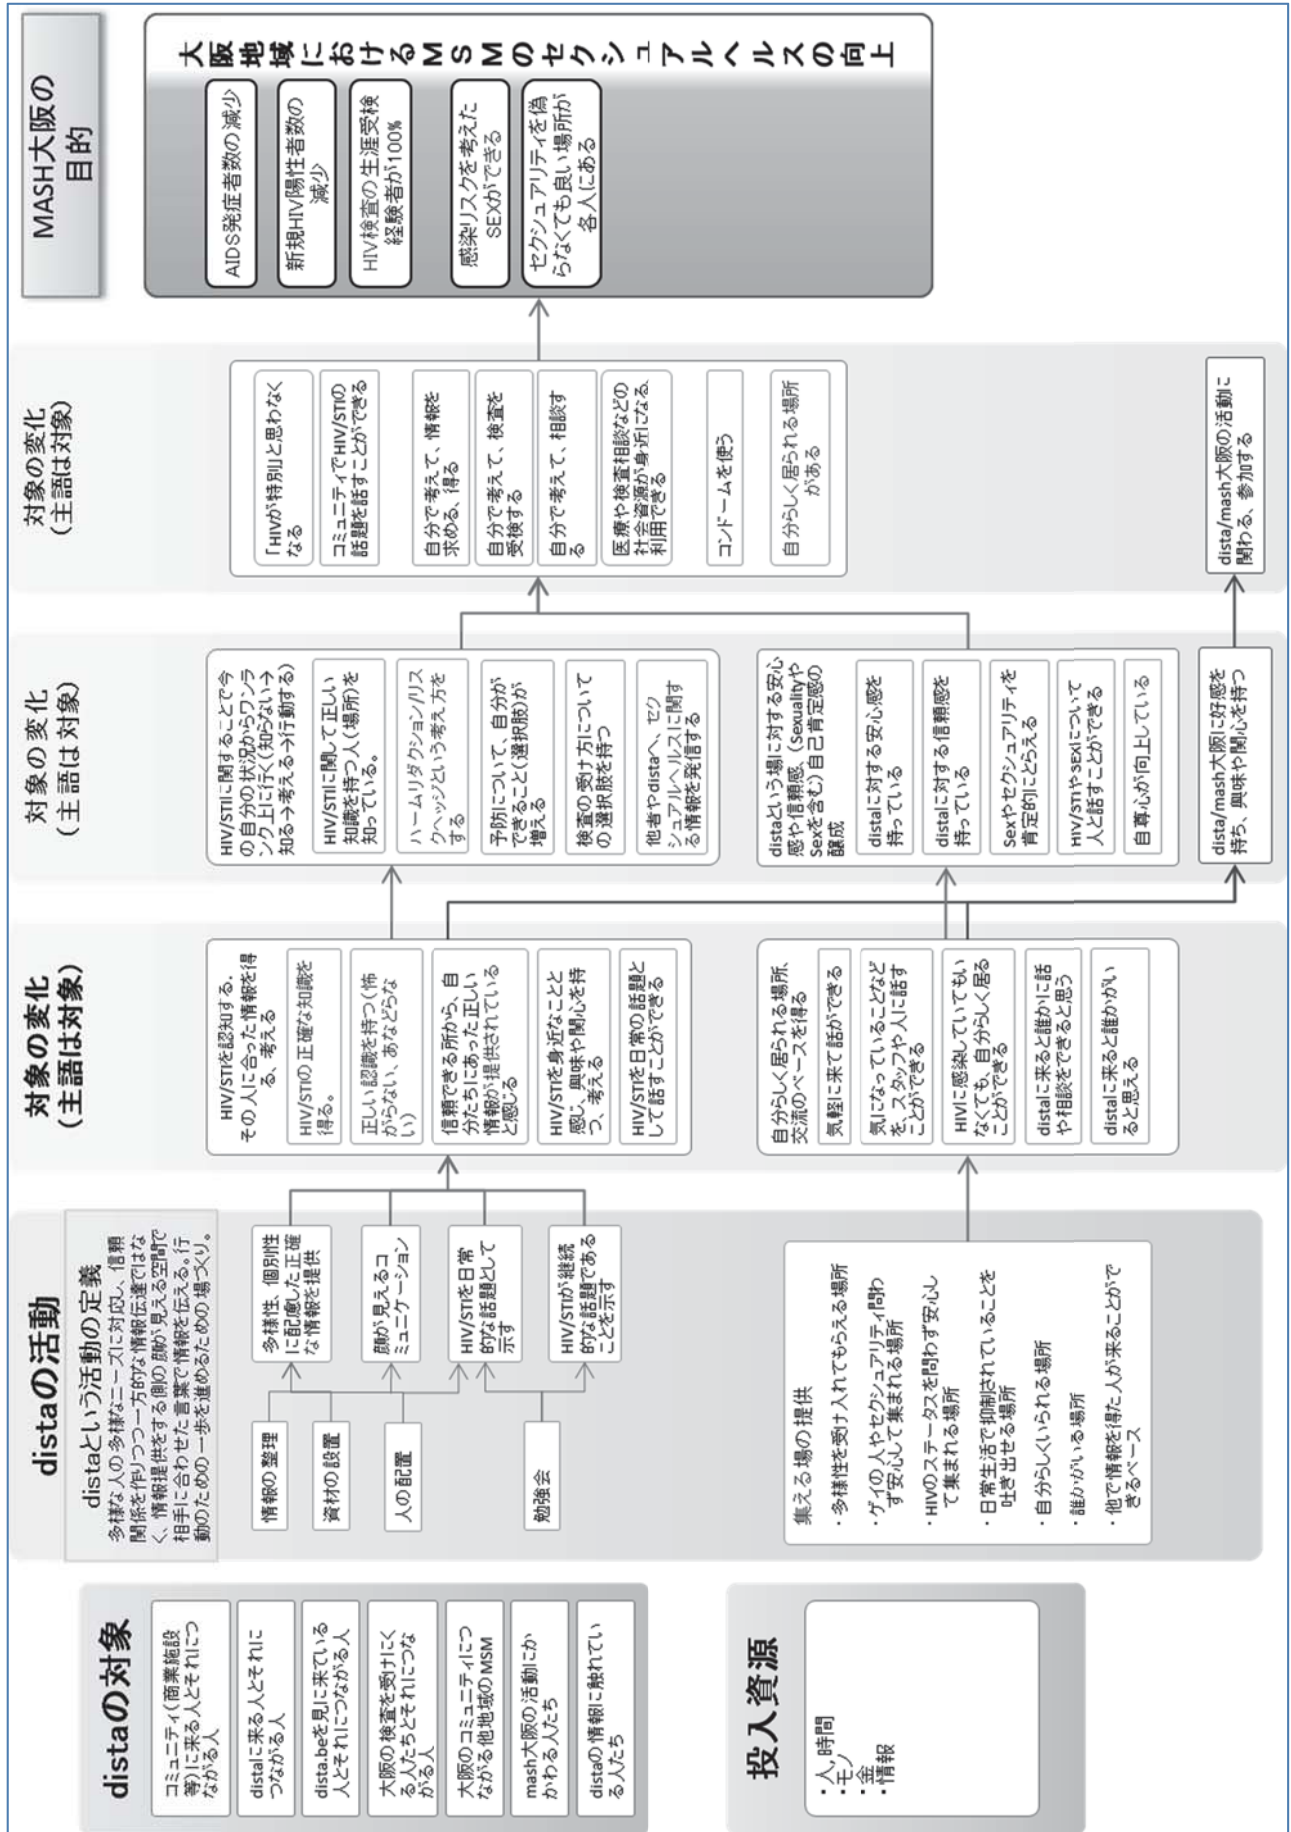 distaの対象
コミュニティ(商業施設
等)に来る人とそれにつ
ながる人
distaに来る人とそれに
つながる人
dista.beを見に来ている
人とそれにつながる人
大阪の検査を受けにく
る人たちとそれにつな
がる人
大阪のコミュニティにつ
ながる他地域のMSM
mash大阪の活動にか
かわる人たち
distaの情報に触れてい
る人たち
投入資源
・人,時間
・モノ
・金
・情報
distaの活動
distaという活動の定義
多様な人の多様なニーズに対応し、信頼
関係を作りつつ一方的な情報伝達ではな
く、情報提供をする側の顔が見える空間で
相手に合わせた言葉で情報を伝える。行
動のための一歩を進めるための場づくり。
情報の整理
資材の設置
人の配置
勉強会
多様性、個別性
に配慮した正確
な情報を提供
顔が見えるコ
ミュニケーション
HIV/STIを日常
的な話題として
示す
HIV/STIが継続
的な話題である
ことを示す
集える場の提供
・多様性を受け入れてもらえる場所
・ゲイの人やセクシュアリティ問わ
ず安心して集まれる場所
・HIVのステータスを問わず安心し
て集まれる場所
・日常生活で抑制されていることを
吐き出せる場所
・自分らしくいられる場所
・誰かがいる場所
・他で情報を得た人が来ることがで
きるベース
対象の変化
(主語は対象)
HIV/STIを認知する.
その人に合った情報を得
る、考える
HIV/STIの正確な知識を
得る。
正しい認識を持つ(怖
がらない、あなどらな
い)
信頼できる所から、自
分たちにあった正しい
情報が提供されている
と感じる
HIV/STIを身近なことと
感じ、興味や関心を持
つ、考える
HIV/STIを日常の話題と
して話すことができる
自分らしく居られる場所、
交流のベースを得る
気軽に来て話ができる
気になっていることなど
を、スタッフや人に話す
ことができる
HIVに感染していてもい
なくても、自分らしく居る
ことができる
distaに来ると誰かに話
や相談をできると思う
distaに来ると誰かがい
ると思える
対象の変化
(主語は対象)
HIV/STIに関することで今
の自分の状況からワンラ
ンク上に行く(知らない→
知る→考える→行動する)
HIV/STIに関して正しい
知識を持つ人(場所)を
知っている。
ハームリダクション/リス
クヘッジという考え方を
する
予防について、自分が
できること(選択肢)が
増える
検査の受け方について
の選択肢を持つ
他者やdistaへ、セク
シュアルヘルスに関す
る情報を発信する
distaという場に対する安心
感や信頼感、(Sexualityや
Sexを含む)自己肯定感の
醸成
distaに対する安心感を
持っている
distaに対する信頼感を
持っている
Sexやセクシュアリティを
肯定的にとらえる
HIV/STIやSEXについて
人と話すことができる
自尊心が向上している
dista/mash大阪に好感を
持ち、興味や関心を持つ
対象の変化
(主語は対象)
「HIVが特別」と思わなく
なる
コミュニティでHIV/STIの
話題を話すことができる
自分で考えて、情報を
求める、得る
自分で考えて、検査を
受検する
自分で考えて、相談す
る
医療や検査相談などの
社会資源が身近になる、
利用できる
コンドームを使う
自分らしく居られる場所
がある
dista/mash大阪の活動に
関わる、参加する
MASH大阪の
目的
大阪地域におけるMSMのセクシュアルヘルスの向上
AIDS発症者数の減少
新規HIV陽性者数の
減少
HIV検査の生涯受検
経験者が100%
感染リスクを考えた
SEXができる
セクシュアリティを偽
らなくても良い場所が
各人にある